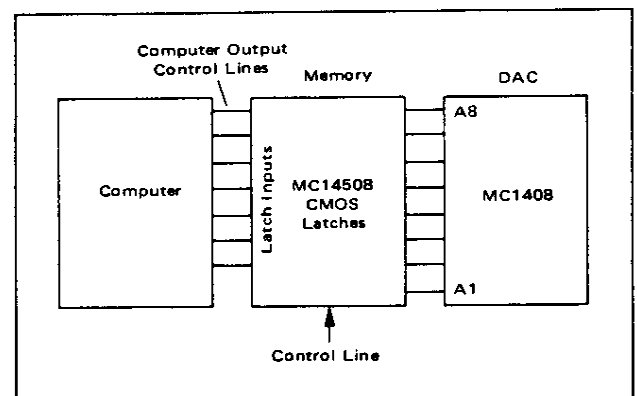 Computer Output
Control Lines
Memory
DAC
Computer
Latch Inputs
MC14508
CMOS
Latches
A8
MC1408
A1
Control Line